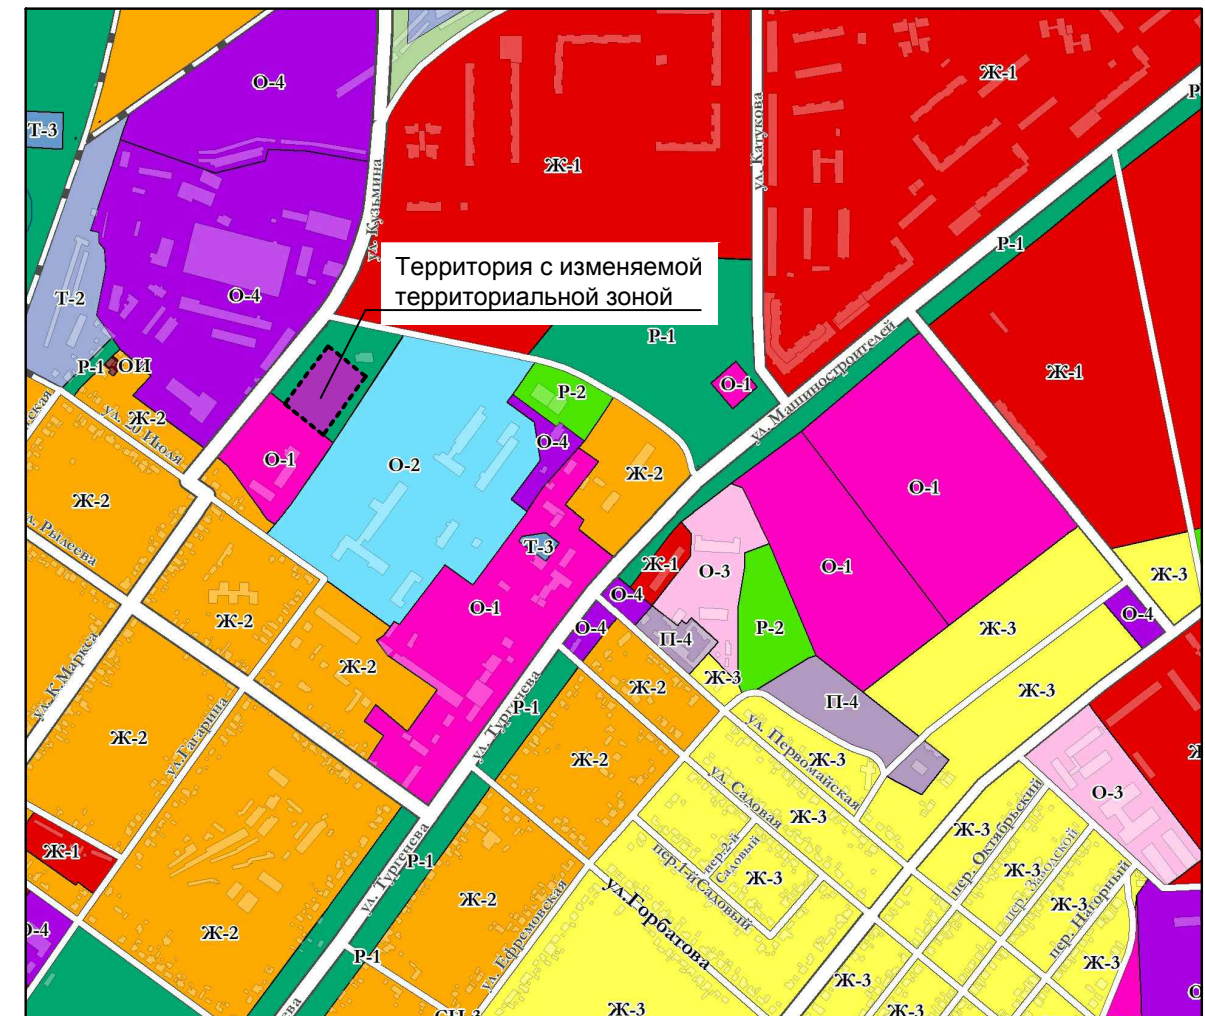 О-4
Ж-1
Р
Т-3
Ж-1
ул. Кузьмина
ул. Катукова
Р-1
Территория с изменяемой
территориальной зоной
Т-2
О-4
Р-1
Р-1
ОИ
О-1
Ж-1
ул. Машиностроителей
Р-2
Ж-2
ул. 20 Июля
О-4
О-1
О-2
Ж-2
О-1
Ж-2
ул. Рылеева
Т-3
Ж-1
О-3
О-1
Ж-3
О-4
О-1
О-4
Р-2
О-4
Ж-2
О-4
П-4
Ж-3
Ж-2
Ж-3
Ж-2
Ж-3
П-4
ул. К.Маркса
ул.Гагарина
ул. Тургенева
Р-1
Ж-2
Ж-2
ул. Первомайская
Ж-3
ул. Садовая
О-3
Ж-3
Ж-3
пер. Октябрьский
Ж-1
Р-1
ул. Тургенева
пер.1-й Садовый
пер.2-й
Садовый
Ж-3
Ж-3
пер. Заводской
Ж-3
пер. Нагорный
Ж-2
ул. Ефремовская
ул.Горбатова
Ж-2
О-4
Р-1
Ж-3
Ж-3
Ж-3
Ж-3